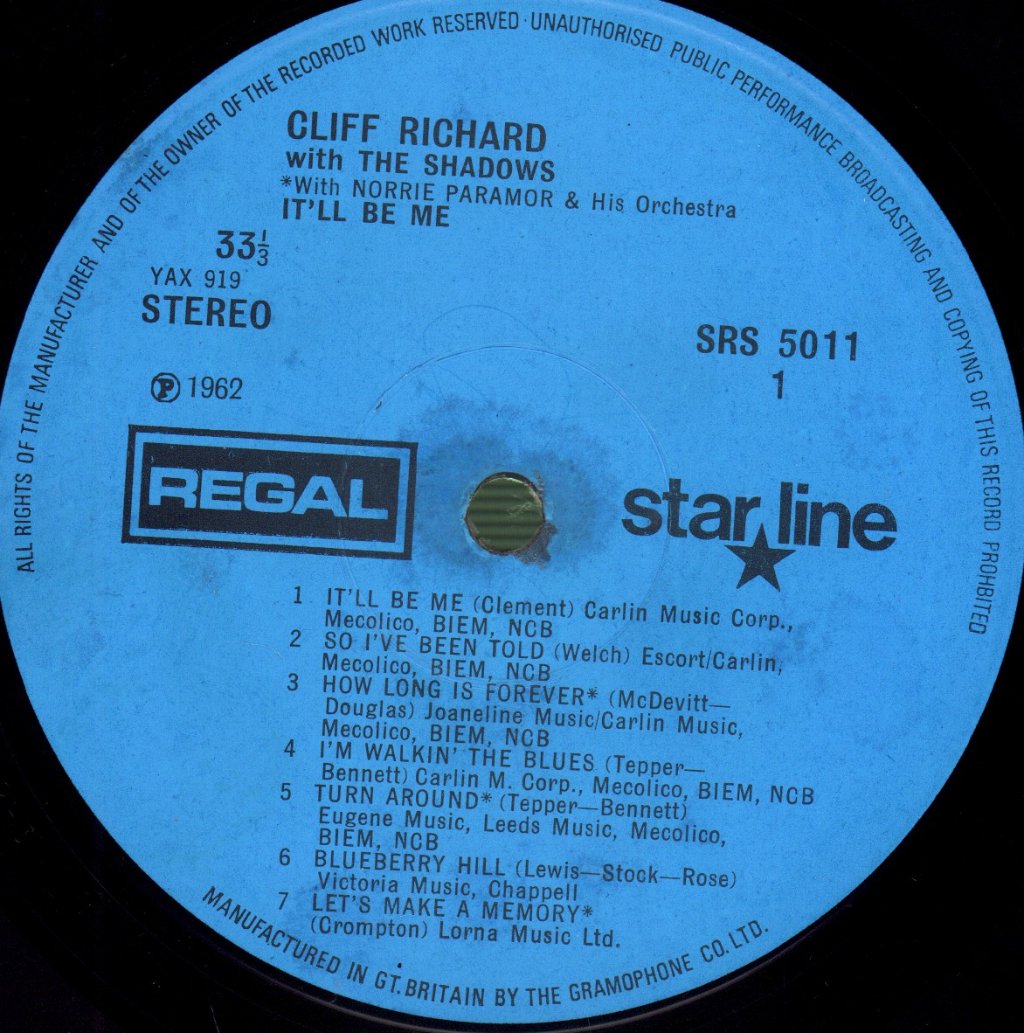 ALL RIGHTS OF THE MANUFACTURER AND OF THE OWNER OF THE RECORDED WORK RESERVED · UNAUTHORISED PUBLIC PERFORMANCE BROADCASTING AND COPYING OF THIS RECORD PROHIBITED
CLIFF RICHARD
with THE SHADOWS
*With NORRIE PARAMOR & His Orchestra
IT'LL BE ME
33⅓
YAX 919
STEREO
SRS 5011
1
Ⓟ 1962
REGAL
star line
1 IT'LL BE ME (Clement) Carlin Music Corp.,
Mecolico, BIEM, NCB
2 SO I'VE BEEN TOLD (Welch) Escort/Carlin,
Mecolico, BIEM, NCB
3 HOW LONG IS FOREVER* (McDevitt—
Douglas) Joaneline Music/Carlin Music,
Mecolico, BIEM, NCB
4 I'M WALKIN' THE BLUES (Tepper—
Bennett) Carlin M. Corp., Mecolico, BIEM, NCB
5 TURN AROUND* (Tepper—Bennett)
Eugene Music, Leeds Music, Mecolico,
BIEM, NCB
6 BLUEBERRY HILL (Lewis—Stock—Rose)
Victoria Music, Chappell
7 LET'S MAKE A MEMORY*
(Crompton) Lorna Music Ltd.
MANUFACTURED IN GT. BRITAIN BY THE GRAMOPHONE CO. LTD.